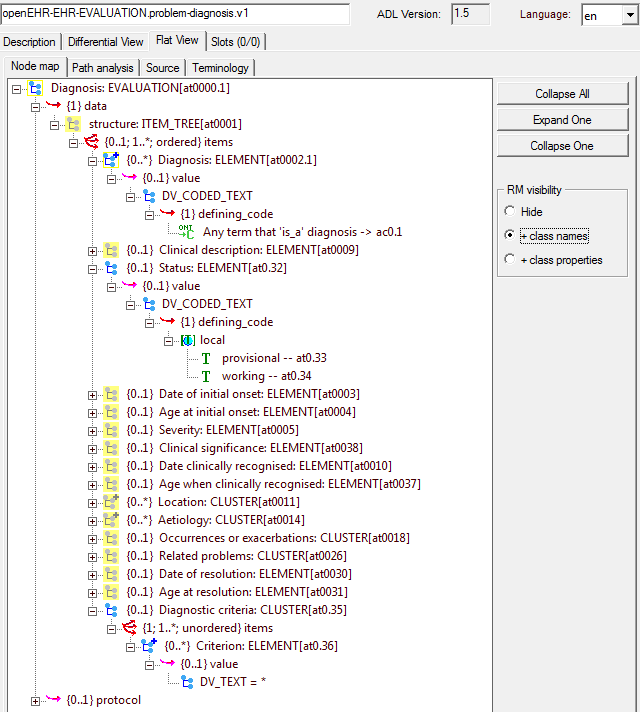 openEHR-EHR-EVALUATION.problem-diagnosis.v1 ADL Version: 1.5 Language: en
Description Differential View Flat View Slots (0/0)
Node map Path analysis Source Terminology
Diagnosis: EVALUATION[at0000.1]
{1} data
structure: ITEM_TREE[at0001]
{0..1; 1..*; ordered} items
{0..*} Diagnosis: ELEMENT[at0002.1]
{0..1} value
DV_CODED_TEXT
{1} defining_code
ONT C Any term that 'is_a' diagnosis -> ac0.1
{0..1} Clinical description: ELEMENT[at0009]
{0..1} Status: ELEMENT[at0.32]
{0..1} value
DV_CODED_TEXT
{1} defining_code
local
T provisional -- at0.33
T working -- at0.34
{0..1} Date of initial onset: ELEMENT[at0003]
{0..1} Age at initial onset: ELEMENT[at0004]
{0..1} Severity: ELEMENT[at0005]
{0..1} Clinical significance: ELEMENT[at0038]
{0..1} Date clinically recognised: ELEMENT[at0010]
{0..1} Age when clinically recognised: ELEMENT[at0037]
{0..*} Location: CLUSTER[at0011]
{0..*} Aetiology: CLUSTER[at0014]
{0..1} Occurrences or exacerbations: CLUSTER[at0018]
{0..1} Related problems: CLUSTER[at0026]
{0..1} Date of resolution: ELEMENT[at0030]
{0..1} Age at resolution: ELEMENT[at0031]
{0..1} Diagnostic criteria: CLUSTER[at0.35]
{1; 1..*; unordered} items
{0..*} Criterion: ELEMENT[at0.36]
{0..1} value
DV_TEXT = *
{0..1} protocol
Collapse All
Expand One
Collapse One
RM visibility
Hide
+ class names
+ class properties